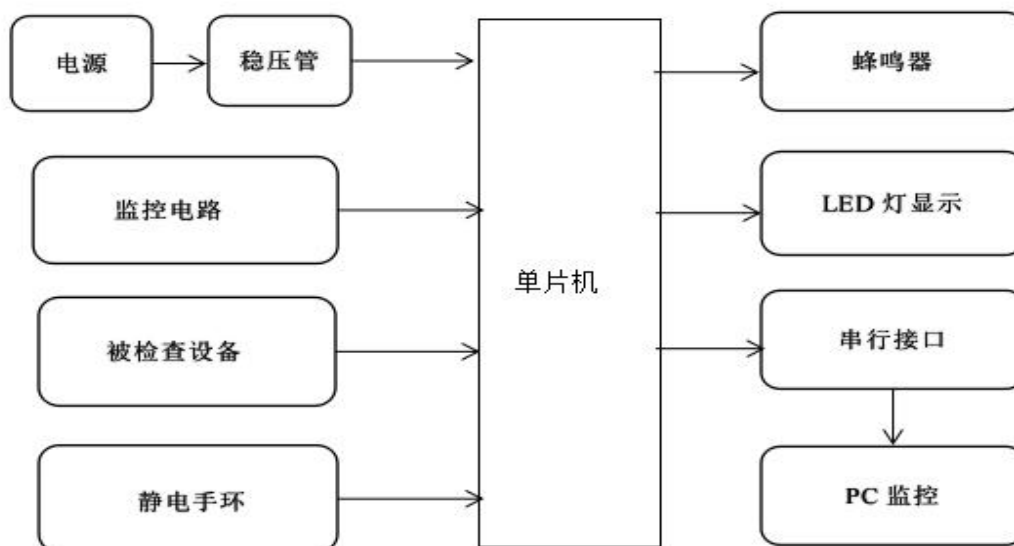 电源
稳压管
蜂鸣器
监控电路
LED 灯显示
单片机
被检查设备
串行接口
静电手环
PC 监控